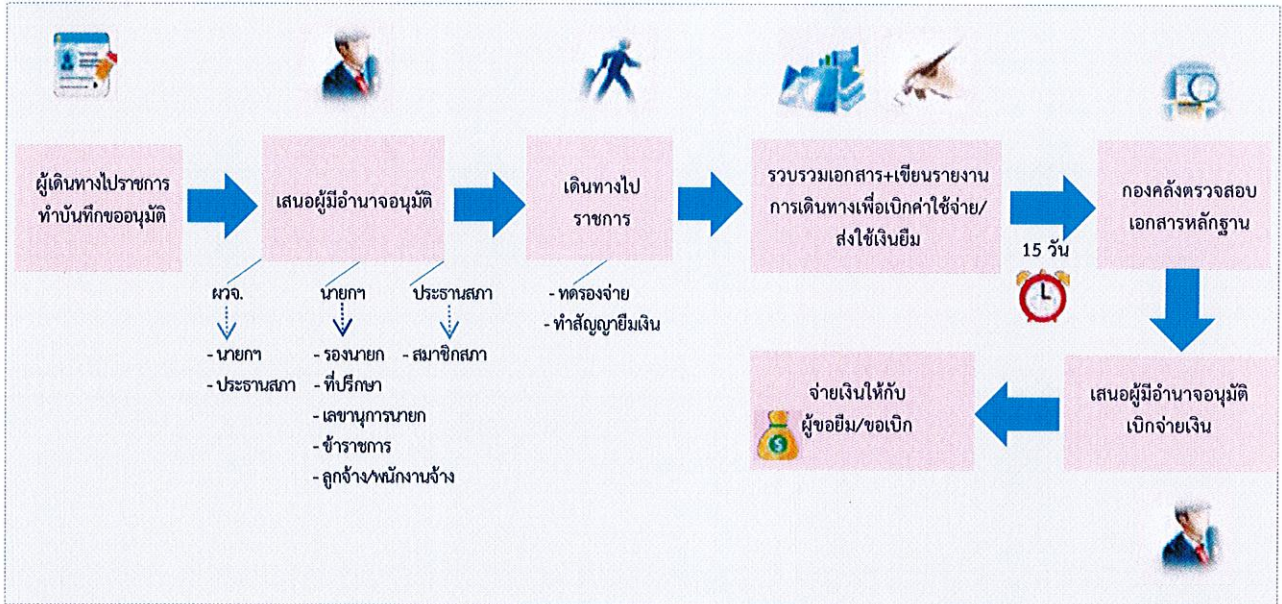 ผู้เดินทางไปราชการ
ทำบันทึกขออนุมัติ
เสนอผู้มีอำนาจอนุมัติ
ผวจ.
- นายกฯ
- ประธานสภา
นายกฯ
- รองนายก
- ที่ปรึกษา
- เลขานุการนายก
- ข้าราชการ
- ลูกจ้าง/พนักงานจ้าง
ประธานสภา
- สมาชิกสภา
เดินทางไป
ราชการ
- ทดรองจ่าย
- ทำสัญญายืมเงิน
รวบรวมเอกสาร+เขียนรายงาน
การเดินทางเพื่อเบิกค่าใช้จ่าย/
ส่งใช้เงินยืม
15 วัน
กองคลังตรวจสอบ
เอกสารหลักฐาน
เสนอผู้มีอำนาจอนุมัติ
เบิกจ่ายเงิน
จ่ายเงินให้กับ
ผู้ขอยืม/ขอเบิก